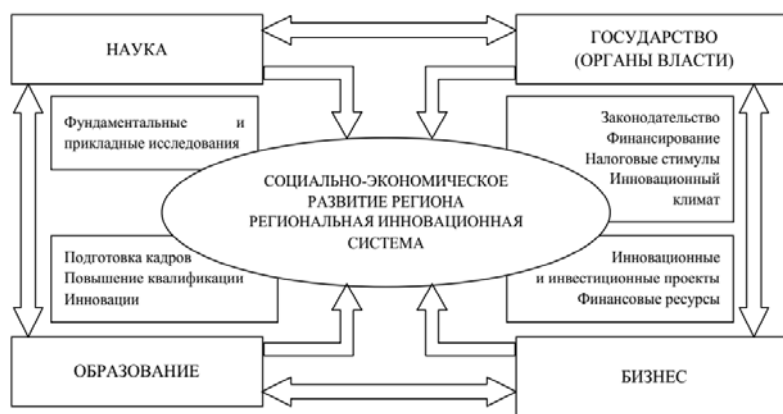 НАУКА
ГОСУДАРСТВО
(ОРГАНЫ ВЛАСТИ)
Фундаментальные и
прикладные исследования
Законодательство
Финансирование
Налоговые стимулы
Инновационный
климат
СОЦИАЛЬНО-ЭКОНОМИЧЕСКОЕ
РАЗВИТИЕ РЕГИОНА
РЕГИОНАЛЬНАЯ ИННОВАЦИОННАЯ
СИСТЕМА
Подготовка кадров
Повышение квалификации
Инновации
Инновационные
и инвестиционные проекты
Финансовые ресурсы
ОБРАЗОВАНИЕ
БИЗНЕС